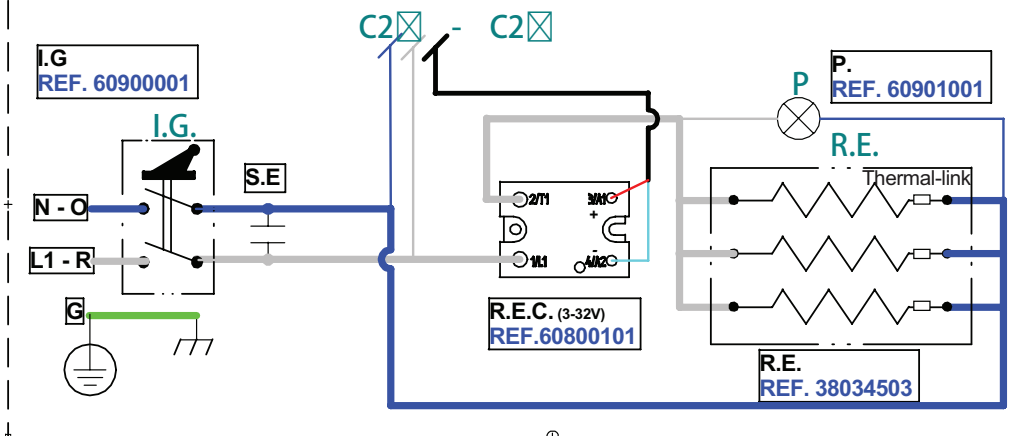 C2 - C2
I.G
REF. 60900001
P.
REF. 60901001
P
I.G.
R.E.
S.E
Thermal-link
N - O
2/T1
3/A1
+
L1 - R
1/L1
-
4/A2
G
R.E.C. (3-32V)
REF.60800101
R.E.
REF. 38034503